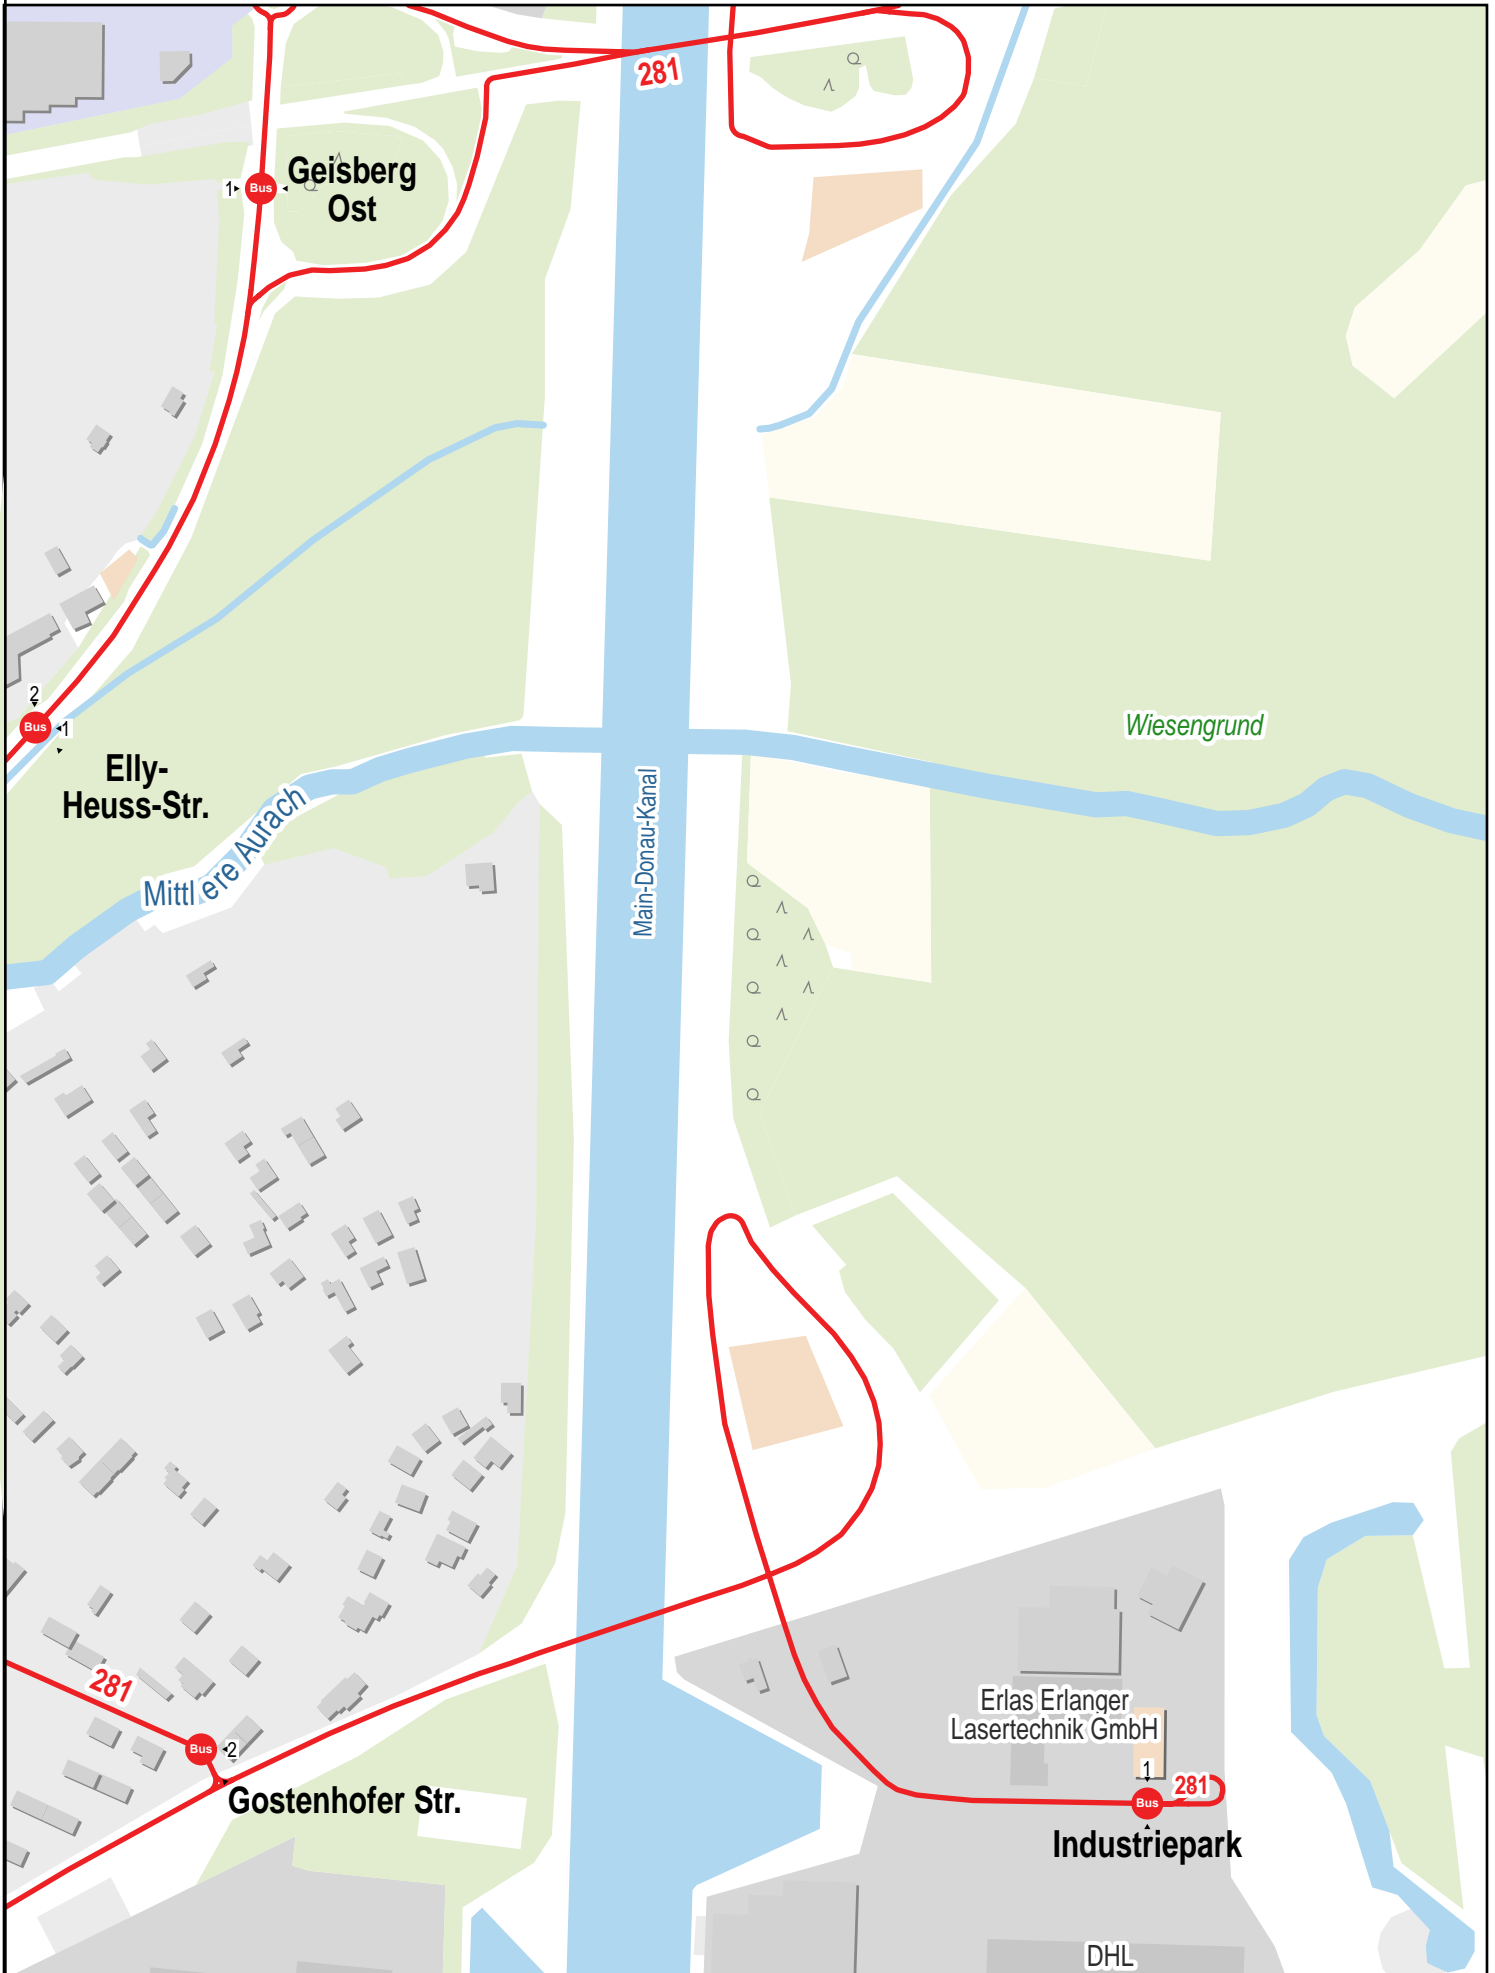 281
Geisberg
Ost
1
Bus
2
Bus
1
Elly-
Heuss-Str.
Wiesengrund
Main-Donau-Kanal
Mittlere Aurach
281
Bus
2
Gostenhofer Str.
Erlas Erlanger
Lasertechnik GmbH
1
281
Bus
Industriepark
DHL